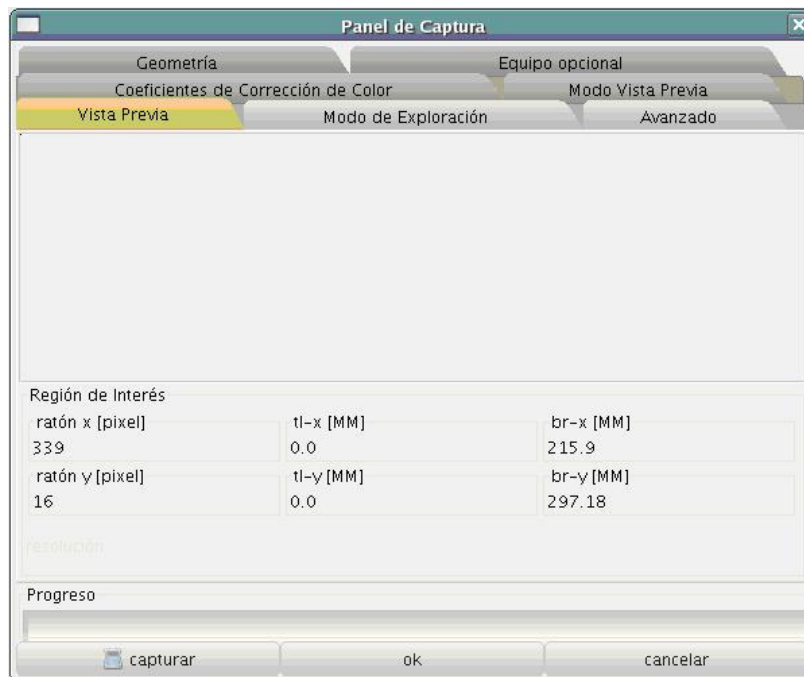 Panel de Captura
Geometría Equipo opcional
Coeficientes de Corrección de Color Modo Vista Previa
Vista Previa Modo de Exploración Avanzado
Región de Interés
ratón x [pixel] tl-x [MM] br-x [MM]
339 0.0 215.9
ratón y [pixel] tl-y [MM] br-y [MM]
16 0.0 297.18
resolución
Progreso
capturar ok cancelar